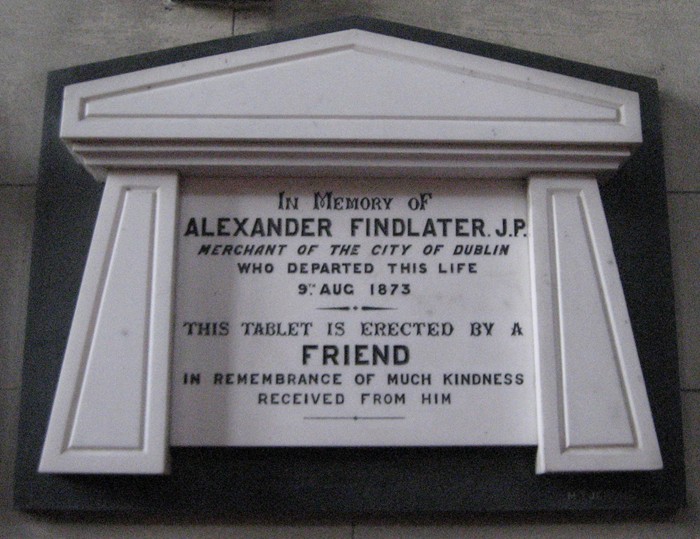 In Memory of
ALEXANDER FINDLATER. J.P.
MERCHANT OF THE CITY OF DUBLIN
WHO DEPARTED THIS LIFE
9TH AUG 1873
THIS TABLET IS ERECTED BY A
FRIEND
IN REMEMBRANCE OF MUCH KINDNESS
RECEIVED FROM HIM